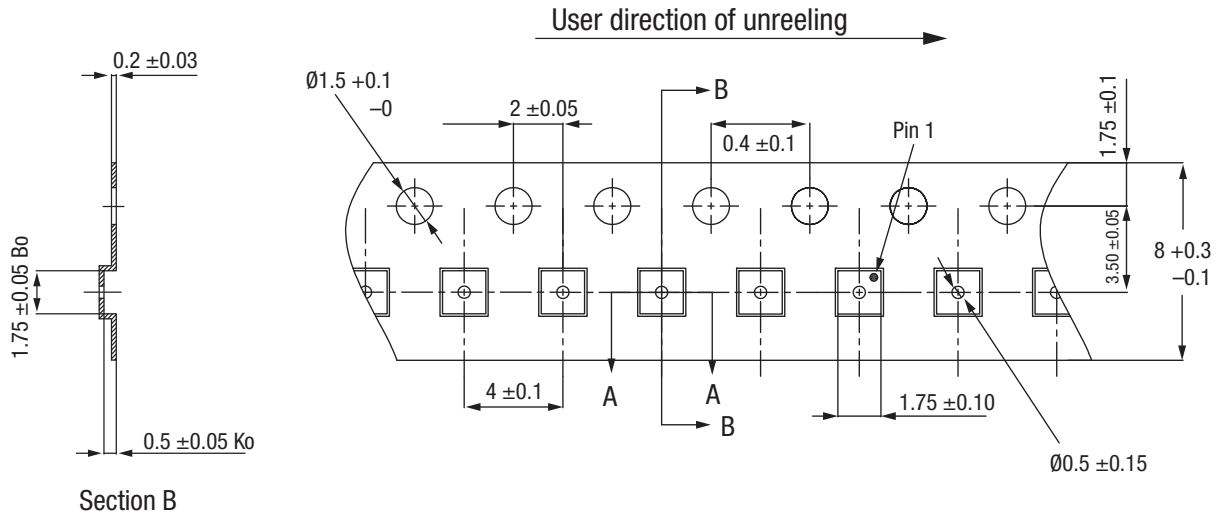 User direction of unreeling
0.2 ±0.03
Ø1.5 +0.1
–0
2 ±0.05
B
0.4 ±0.1
Pin 1
1.75 ±0.1
1.75 ±0.05 Bo
3.50 ±0.05
8 +0.3
–0.1
4 ±0.1
A
A
1.75 ±0.10
B
0.5 ±0.05 Ko
Ø0.5 ±0.15
Section B